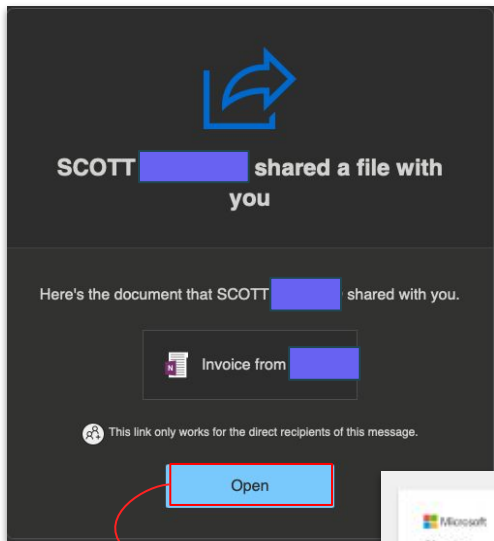 SCOTT shared a file with
you
Here's the document that SCOTT shared with you.
N Invoice from
This link only works for the direct recipients of this message.
Open
Microsoft